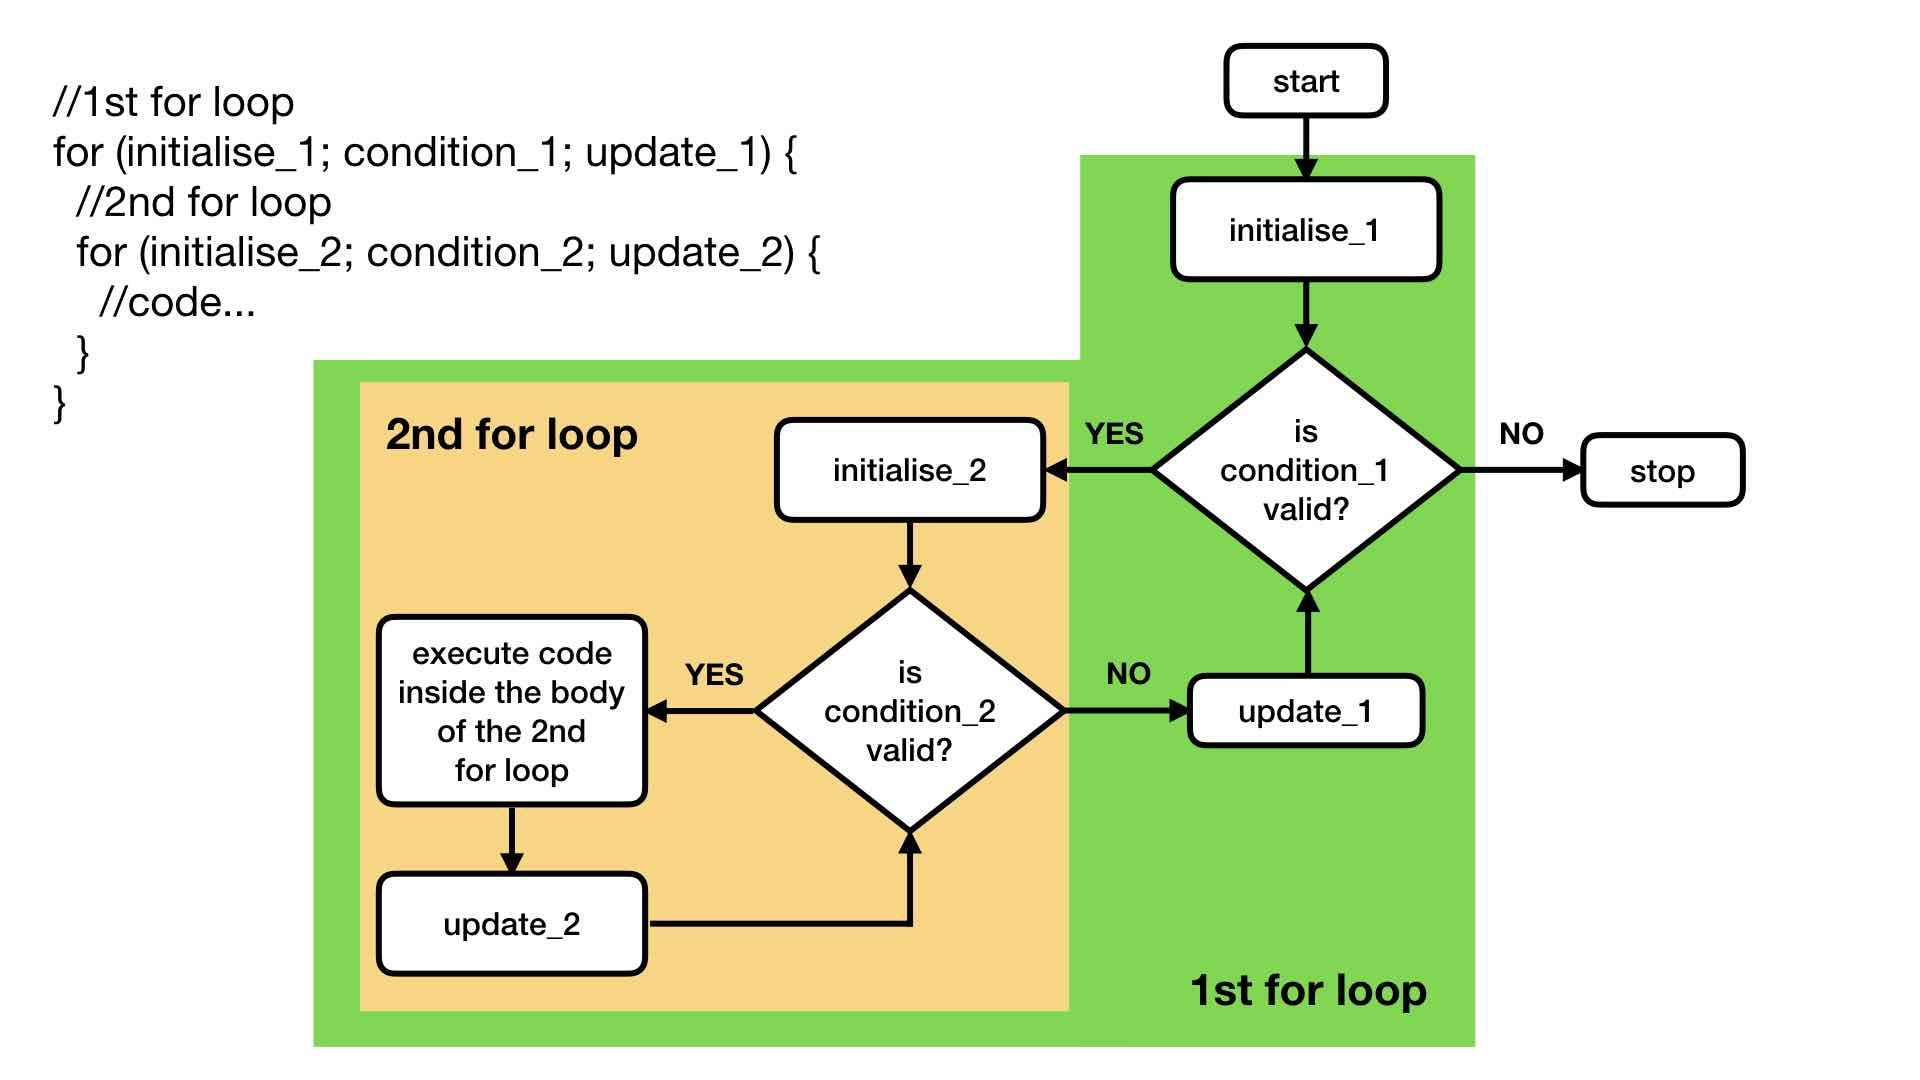 //1st for loop
for (initialise_1; condition_1; update_1) {
//2nd for loop
for (initialise_2; condition_2; update_2) {
//code...
}
}
start
initialise_1
is
condition_1
valid?
YES
NO
stop
2nd for loop
initialise_2
is
condition_2
valid?
YES
NO
execute code
inside the body
of the 2nd
for loop
update_1
update_2
1st for loop